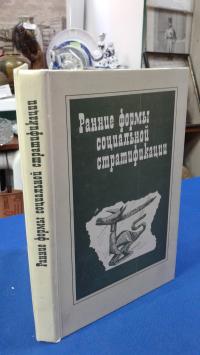 Ранние формы
социальной
стратификации
Ранние формы социальной стратификации